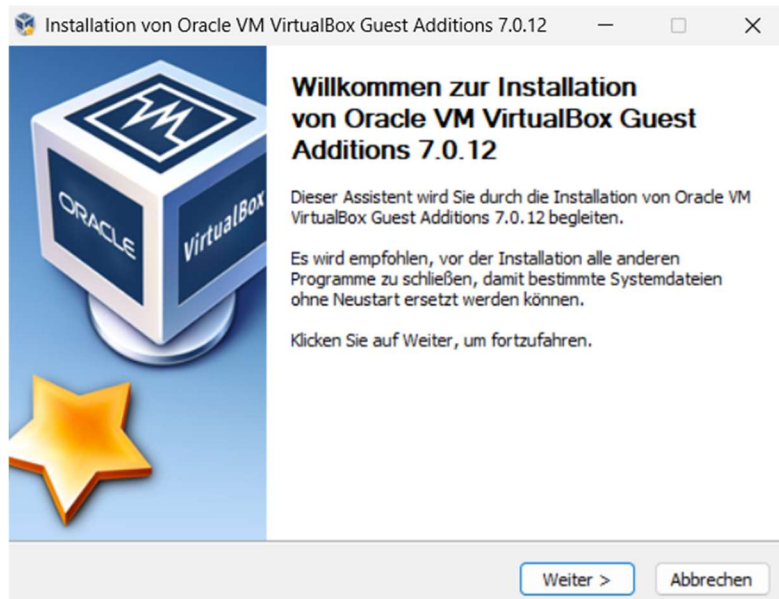 Installation von Oracle VM VirtualBox Guest Additions 7.0.12
ORACLE
VirtualBox
Willkommen zur Installation
von Oracle VM VirtualBox Guest
Additions 7.0.12
Dieser Assistent wird Sie durch die Installation von Oracle VM
VirtualBox Guest Additions 7.0.12 begleiten.
Es wird empfohlen, vor der Installation alle anderen
Programme zu schließen, damit bestimmte Systemdateien
ohne Neustart ersetzt werden können.
Klicken Sie auf Weiter, um fortzufahren.
Weiter >
Abbrechen